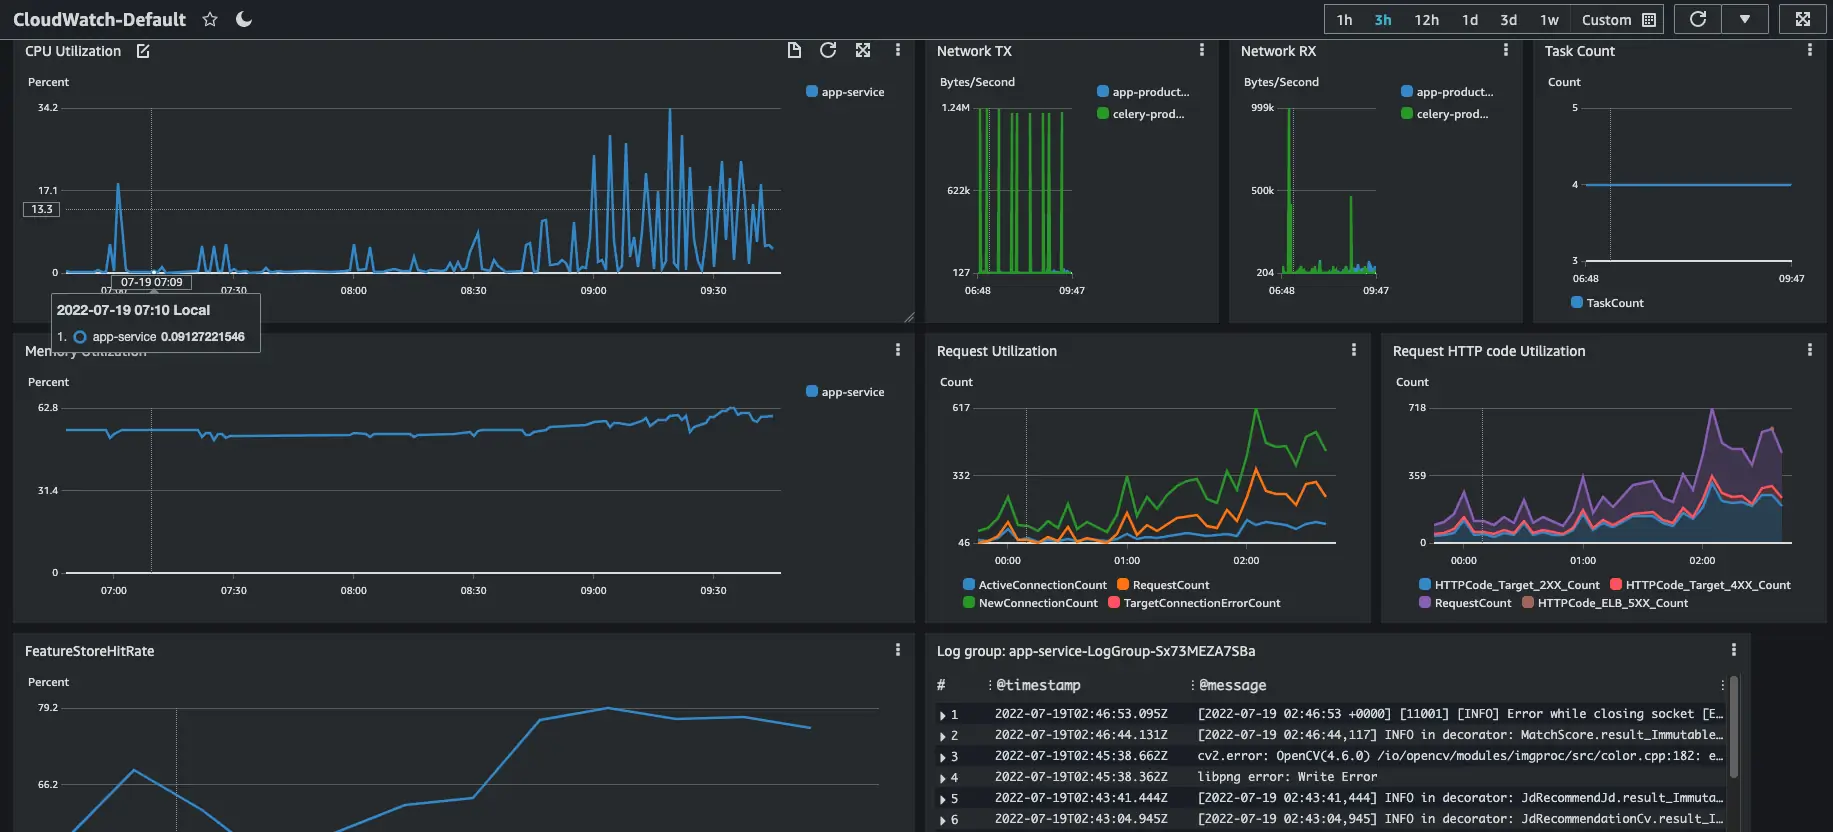 CloudWatch-Default
1h 3h 12h 1d 3d 1w Custom
CPU Utilization
Percent
34.2
17.1
13.3
0
app-service
07-19 07:09
07:30 08:00 08:30 09:00 09:30
2022-07-19 07:10 Local
1. app-service 0.09127221546
Network TX
Bytes/Second
1.24M
622k
127
06:48 09:47
app-product...
celery-prod...
Network RX
Bytes/Second
999k
500k
204
06:48 09:47
app-product...
celery-prod...
Task Count
Count
5
4
3
06:48 09:47
TaskCount
Memory Utilization
Percent
62.8
31.4
0
app-service
07:00 07:30 08:00 08:30 09:00 09:30
Request Utilization
Count
617
332
46
00:00 01:00 02:00
ActiveConnectionCount RequestCount
NewConnectionCount TargetConnectionErrorCount
Request HTTP code Utilization
Count
718
359
0
00:00 01:00 02:00
HTTPCode_Target_2XX_Count HTTPCode_Target_4XX_Count
RequestCount HTTPCode_ELB_5XX_Count
FeatureStoreHitRate
Percent
79.2
66.2
Log group: app-service-LogGroup-Sx73MEZA7SBa
# @timestamp @message
1 2022-07-19T02:46:53.095Z [2022-07-19 02:46:53 +0000] [11001] [INFO] Error while closing socket [E…
2 2022-07-19T02:46:44.131Z [2022-07-19 02:46:44,117] INFO in decorator: MatchScore.result_Immutable…
3 2022-07-19T02:45:38.662Z cv2.error: OpenCV(4.6.0) /io/opencv/modules/imgproc/src/color.cpp:182: e…
4 2022-07-19T02:45:38.362Z libpng error: Write Error
5 2022-07-19T02:43:41.444Z [2022-07-19 02:43:41,444] INFO in decorator: JdRecommendJd.result_Immuta…
6 2022-07-19T02:43:04.945Z [2022-07-19 02:43:04,945] INFO in decorator: JdRecommendationCv.result_I…